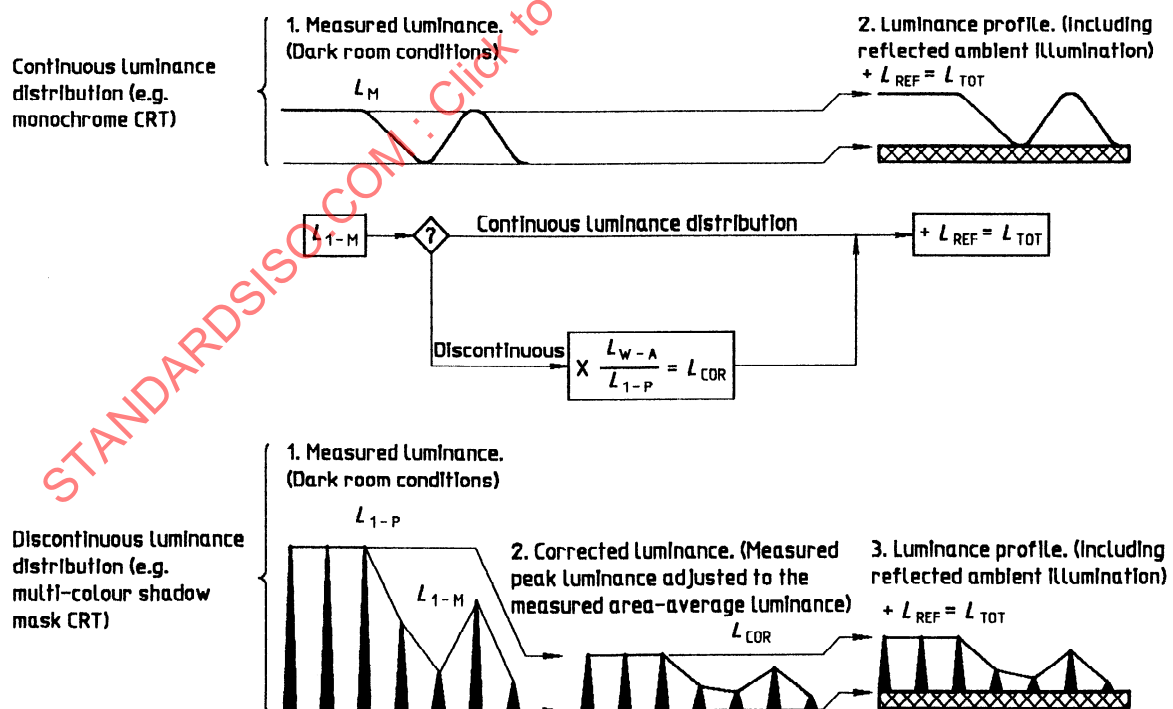 1. Measured luminance.
(Dark room conditions)
2. Luminance profile. (Including
reflected ambient illumination)
+ L REF = L TOT
Continuous luminance
distribution (e.g.
monochrome CRT)
L M
L 1-M
?
Continuous luminance distribution
+ L REF = L TOT
Discontinuous
X L W-A / L 1-P = L COR
1. Measured luminance.
(Dark room conditions)
L 1-P
Discontinuous luminance
distribution (e.g.
multi-colour shadow
mask CRT)
L 1-M
2. Corrected luminance. (Measured
peak luminance adjusted to the
measured area-average luminance)
L COR
3. Luminance profile. (Including
reflected ambient illumination)
+ L REF = L TOT
STANDARDSISO.COM : Click to